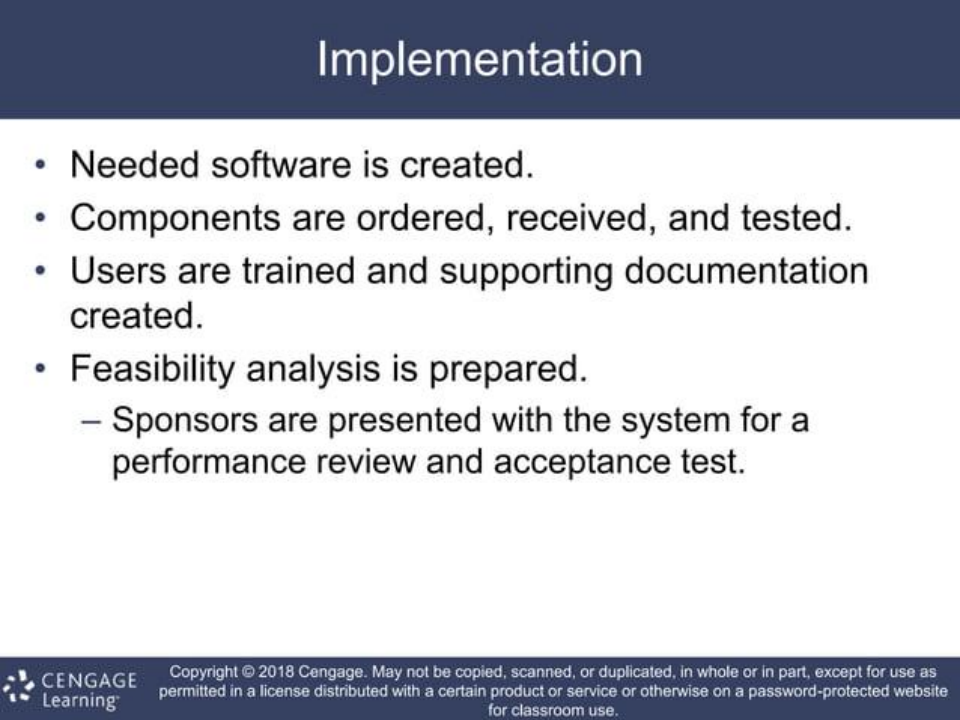 Implementation
• Needed software is created.
• Components are ordered, received, and tested.
• Users are trained and supporting documentation
created.
• Feasibility analysis is prepared.
– Sponsors are presented with the system for a
performance review and acceptance test.
CENGAGE
Learning™
Copyright © 2018 Cengage. May not be copied, scanned, or duplicated, in whole or in part, except for use as
permitted in a license distributed with a certain product or service or otherwise on a password-protected website
for classroom use.